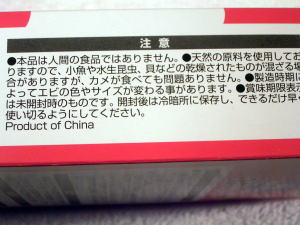 注 意
●本品は人間の食品ではありません。●天然の原料を使用してお
りますので、小魚や水生昆虫、貝などの乾燥されたものが混ざる場
合がありますが、カメが食べても問題ありません。●製造時期に
よってエビの色やサイズが変わる事があります。●賞味期限表示
は未開封時のものです。開封後は冷暗所に保存し、できるだけ早く
使い切るようにしてください。
Product of China